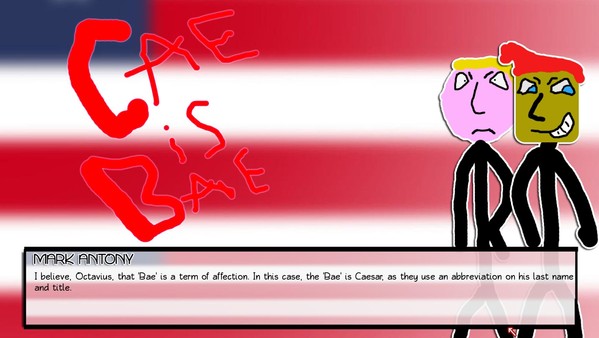 CAE
is
BAE
MARK ANTONY
I believe, Octavius, that 'Bae' is a term of affection. In this case, the 'Bae' is Caesar, as they use an abbreviation on his last name
and title.